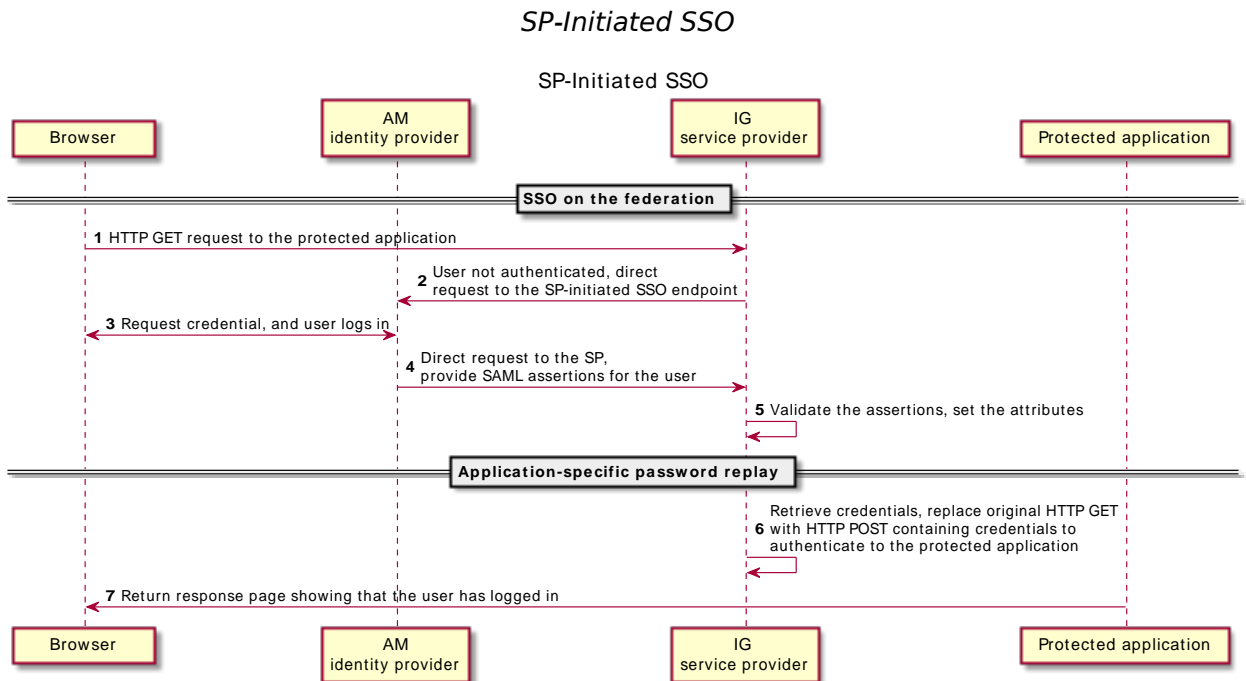 SP-Initiated SSO
SP-Initiated SSO
Browser
AM
identity provider
IG
service provider
Protected application
SSO on the federation
1 HTTP GET request to the protected application
2 User not authenticated, direct
request to the SP-initiated SSO endpoint
3 Request credential, and user logs in
4 Direct request to the SP,
provide SAML assertions for the user
5 Validate the assertions, set the attributes
Application-specific password replay
Retrieve credentials, replace original HTTP GET
6 with HTTP POST containing credentials to
authenticate to the protected application
7 Return response page showing that the user has logged in
Browser
AM
identity provider
IG
service provider
Protected application